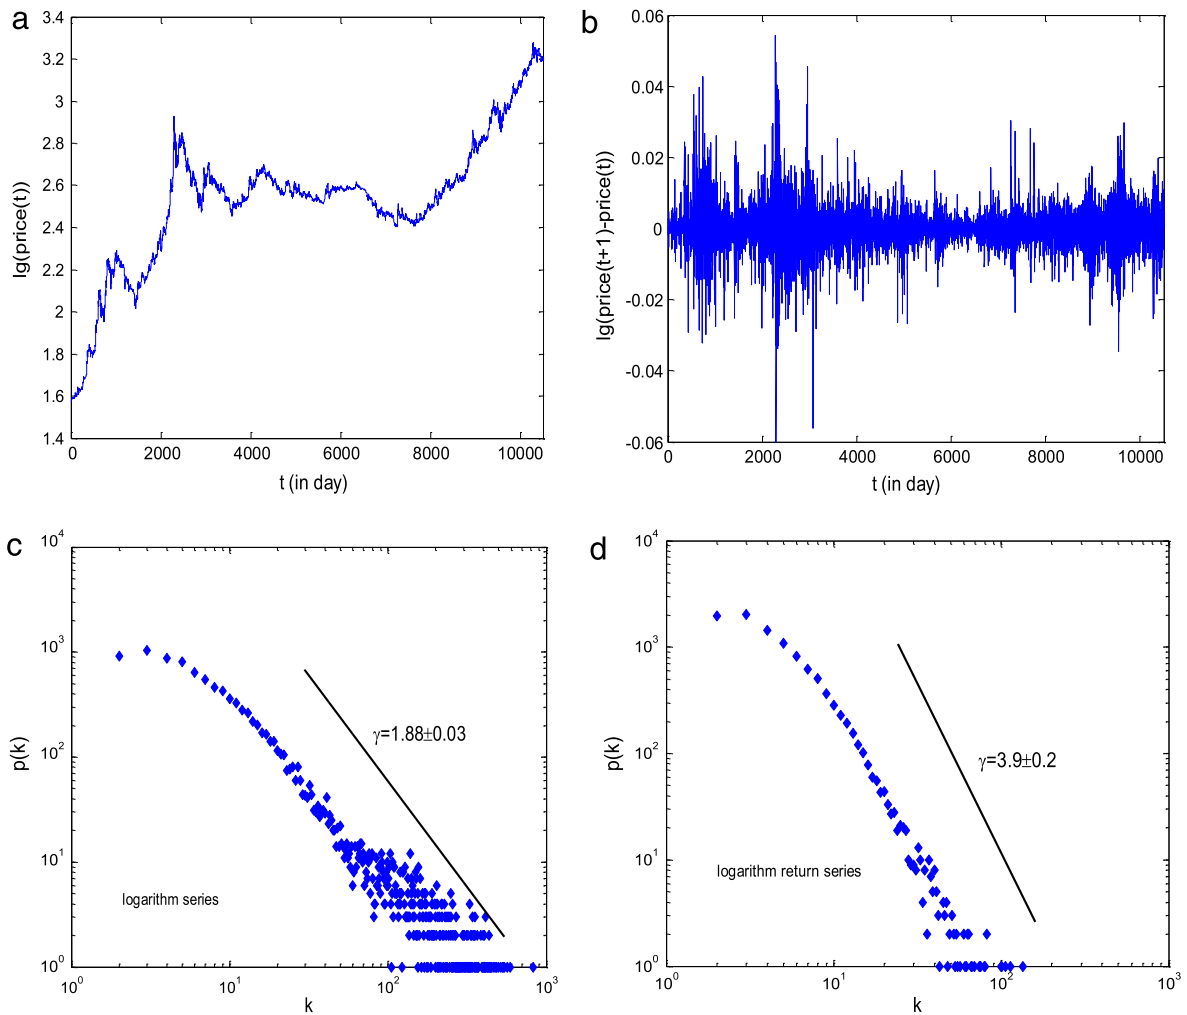 a
3.4
3.2
3
2.8
2.6
2.4
2.2
2
1.8
1.6
1.4
lg(price(t))
0 2000 4000 6000 8000 10000
t (in day)
b
0.06
0.04
0.02
0
-0.02
-0.04
-0.06
lg(price(t+1)-price(t))
0 2000 4000 6000 8000 10000
t (in day)
c
10^4
10^3
10^2
10^1
10^0
p(k)
γ=1.88±0.03
logarithm series
10^0 10^1 10^2 10^3
k
d
10^4
10^3
10^2
10^1
10^0
p(k)
γ=3.9±0.2
logarithm return series
10^0 10^1 10^2 10^3
k